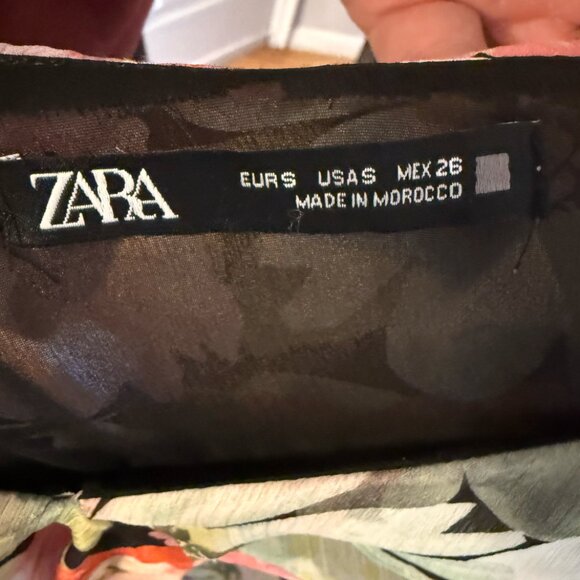 ZARA
EUR S USA S MEX 26
MADE IN MOROCCO